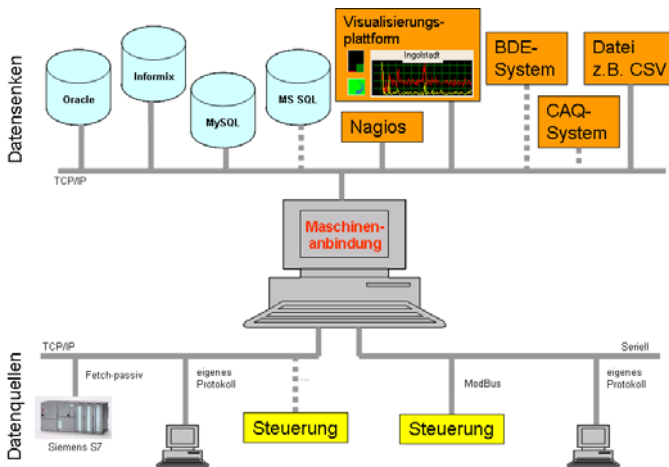 Datensenken
Oracle
Informix
MySQL
MS SQL
Visualisierungs-
plattform
Ingolstadt
Nagios
BDE-
System
CAQ-
System
Datei
z.B. CSV
TCP/IP
Maschinen-
anbindung
Datenquellen
TCP/IP
Seriell
Fetch-passiv
Siemens S7
eigenes
Protokoll
...
Steuerung
ModBus
Steuerung
eigenes
Protokoll